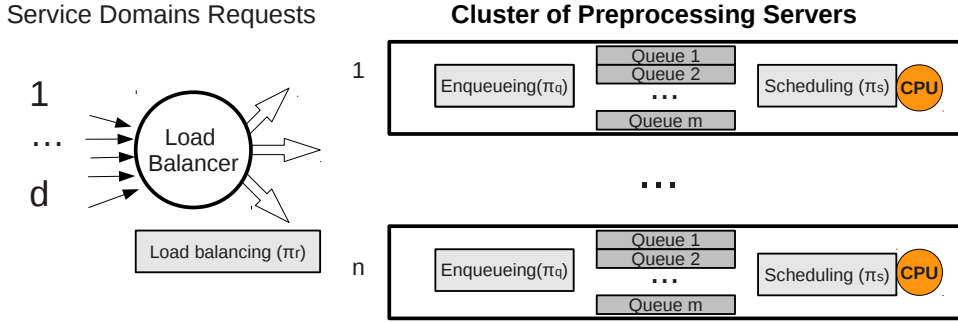 Service Domains Requests
Cluster of Preprocessing Servers
1
...
d
Load
Balancer
Load balancing (πr)
1
Enqueueing(πq)
Queue 1
Queue 2
...
Queue m
Scheduling (πs)
CPU
...
n
Enqueueing(πq)
Queue 1
Queue 2
...
Queue m
Scheduling (πs)
CPU